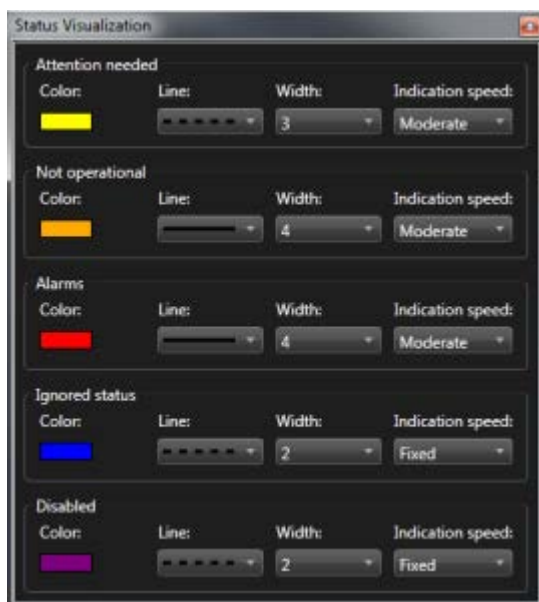 Status Visualization
Attention needed
Color: Line: Width: Indication speed:
3 Moderate
Not operational
Color: Line: Width: Indication speed:
4 Moderate
Alarms
Color: Line: Width: Indication speed:
4 Moderate
Ignored status
Color: Line: Width: Indication speed:
2 Fixed
Disabled
Color: Line: Width: Indication speed:
2 Fixed